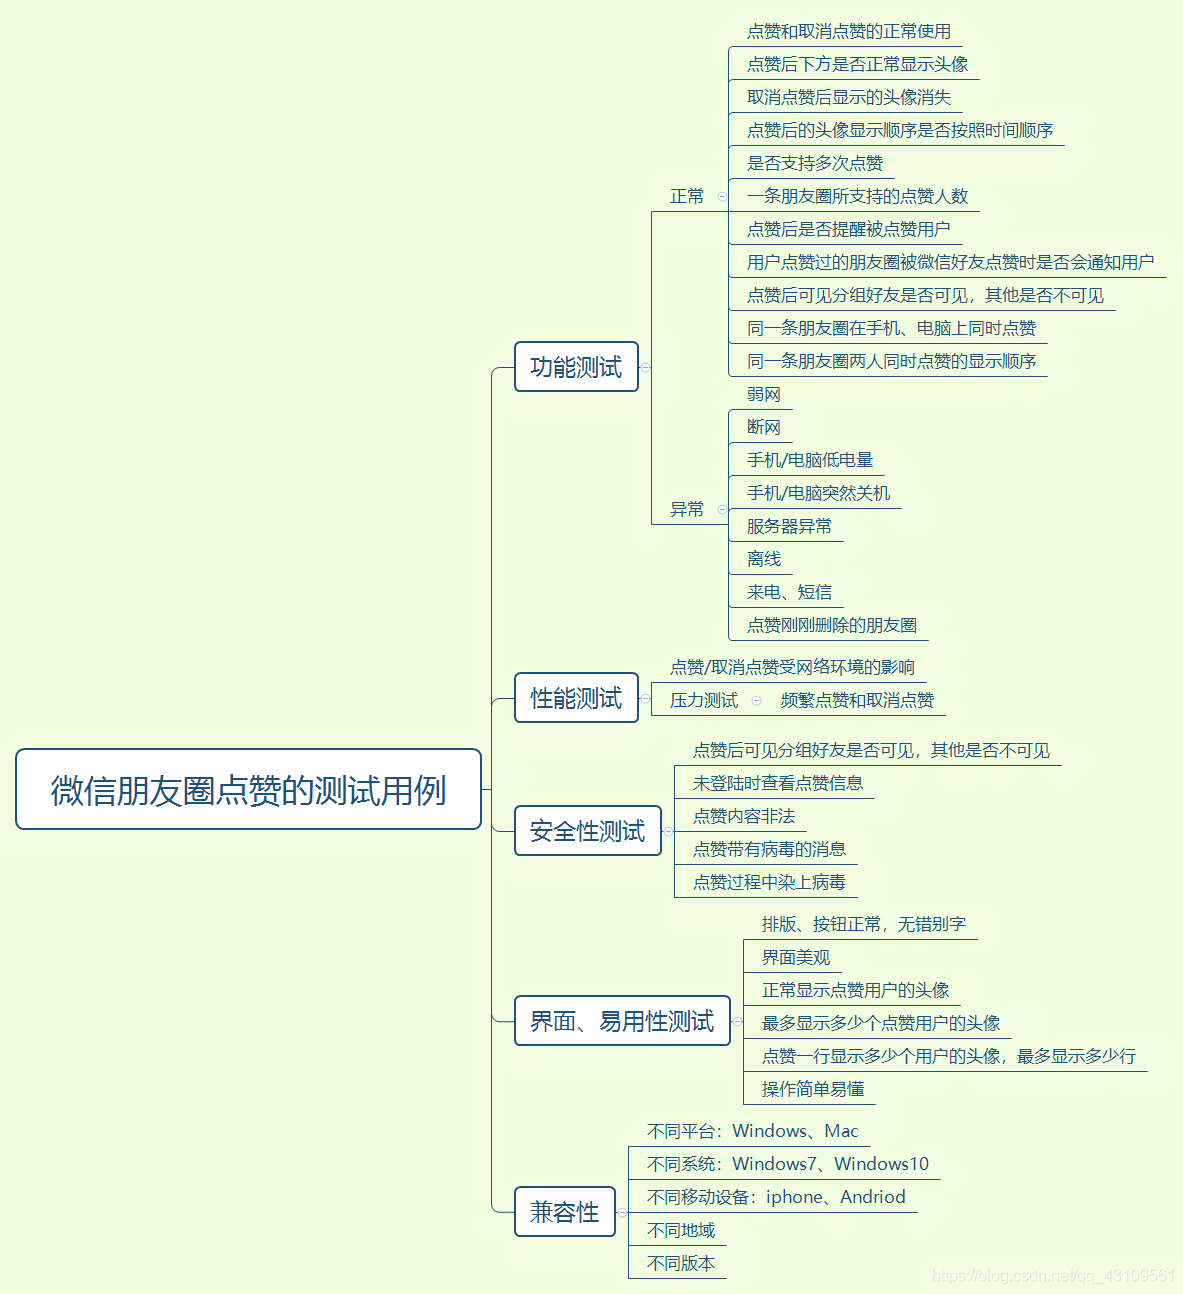 微信朋友圈点赞的测试用例
功能测试
正常
点赞和取消点赞的正常使用
点赞后下方是否正常显示头像
取消点赞后显示的头像消失
点赞后的头像显示顺序是否按照时间顺序
是否支持多次点赞
一条朋友圈所支持的点赞人数
点赞后是否提醒被点赞用户
用户点赞过的朋友圈被微信好友点赞时是否会通知用户
点赞后可见分组好友是否可见，其他是否不可见
同一条朋友圈在手机、电脑上同时点赞
同一条朋友圈两人同时点赞的显示顺序
异常
弱网
断网
手机/电脑低电量
手机/电脑突然关机
服务器异常
离线
来电、短信
点赞刚刚删除的朋友圈
性能测试
点赞/取消点赞受网络环境的影响
压力测试
频繁点赞和取消点赞
安全性测试
点赞后可见分组好友是否可见，其他是否不可见
未登陆时查看点赞信息
点赞内容非法
点赞带有病毒的消息
点赞过程中染上病毒
界面、易用性测试
排版、按钮正常，无错别字
界面美观
正常显示点赞用户的头像
最多显示多少个点赞用户的头像
点赞一行显示多少个用户的头像，最多显示多少行
操作简单易懂
兼容性
不同平台：Windows、Mac
不同系统：Windows7、Windows10
不同移动设备：iphone、Andriod
不同地域
不同版本
https://blog.csdn.net/qq_43109561